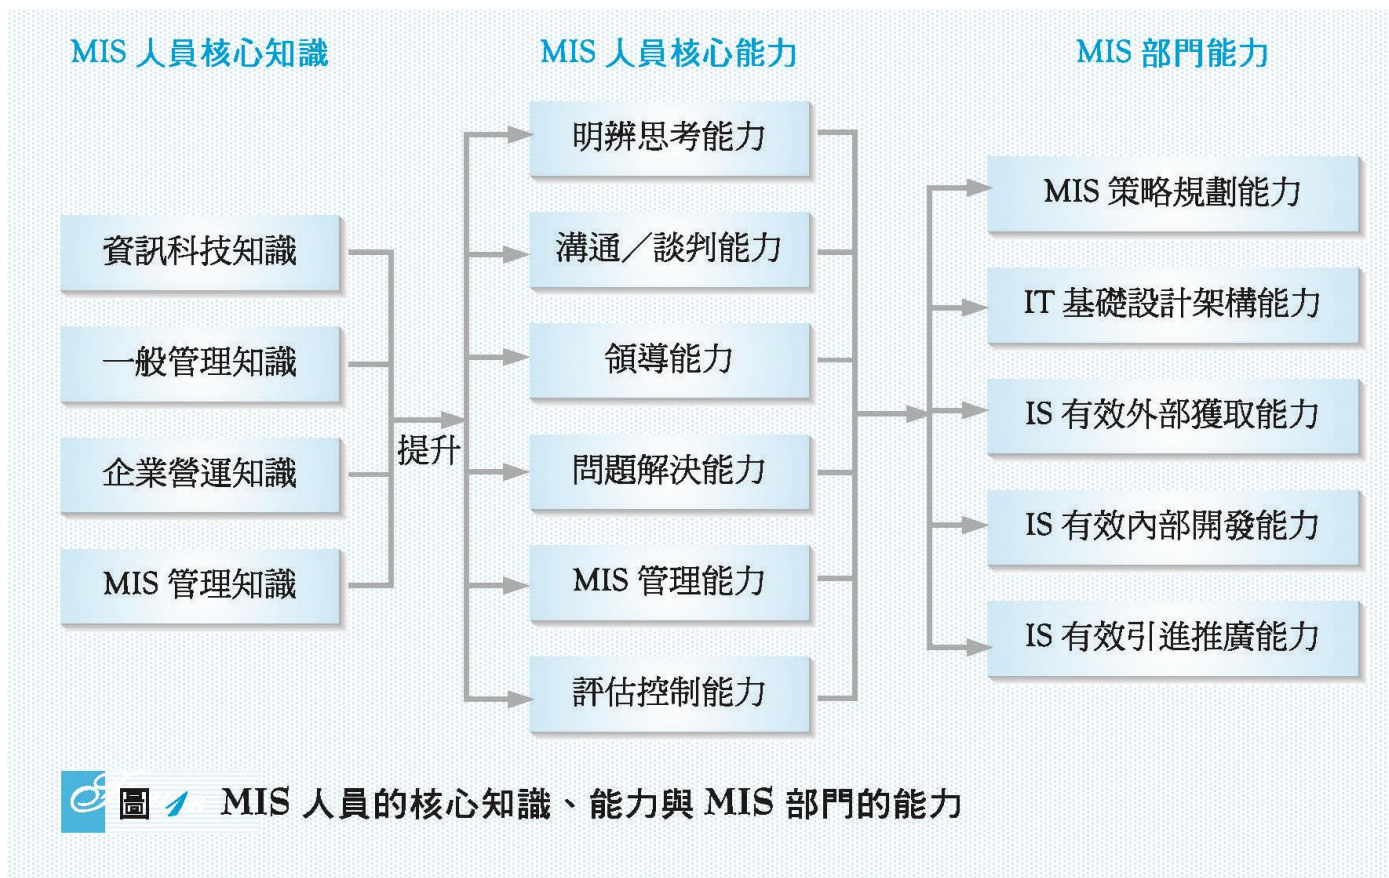 MIS 人員核心知識
資訊科技知識
一般管理知識
企業營運知識
MIS 管理知識
提升
MIS 人員核心能力
明辨思考能力
溝通／談判能力
領導能力
問題解決能力
MIS 管理能力
評估控制能力
MIS 部門能力
MIS 策略規劃能力
IT 基礎設計架構能力
IS 有效外部獲取能力
IS 有效內部開發能力
IS 有效引進推廣能力
圖 1 MIS 人員的核心知識、能力與 MIS 部門的能力